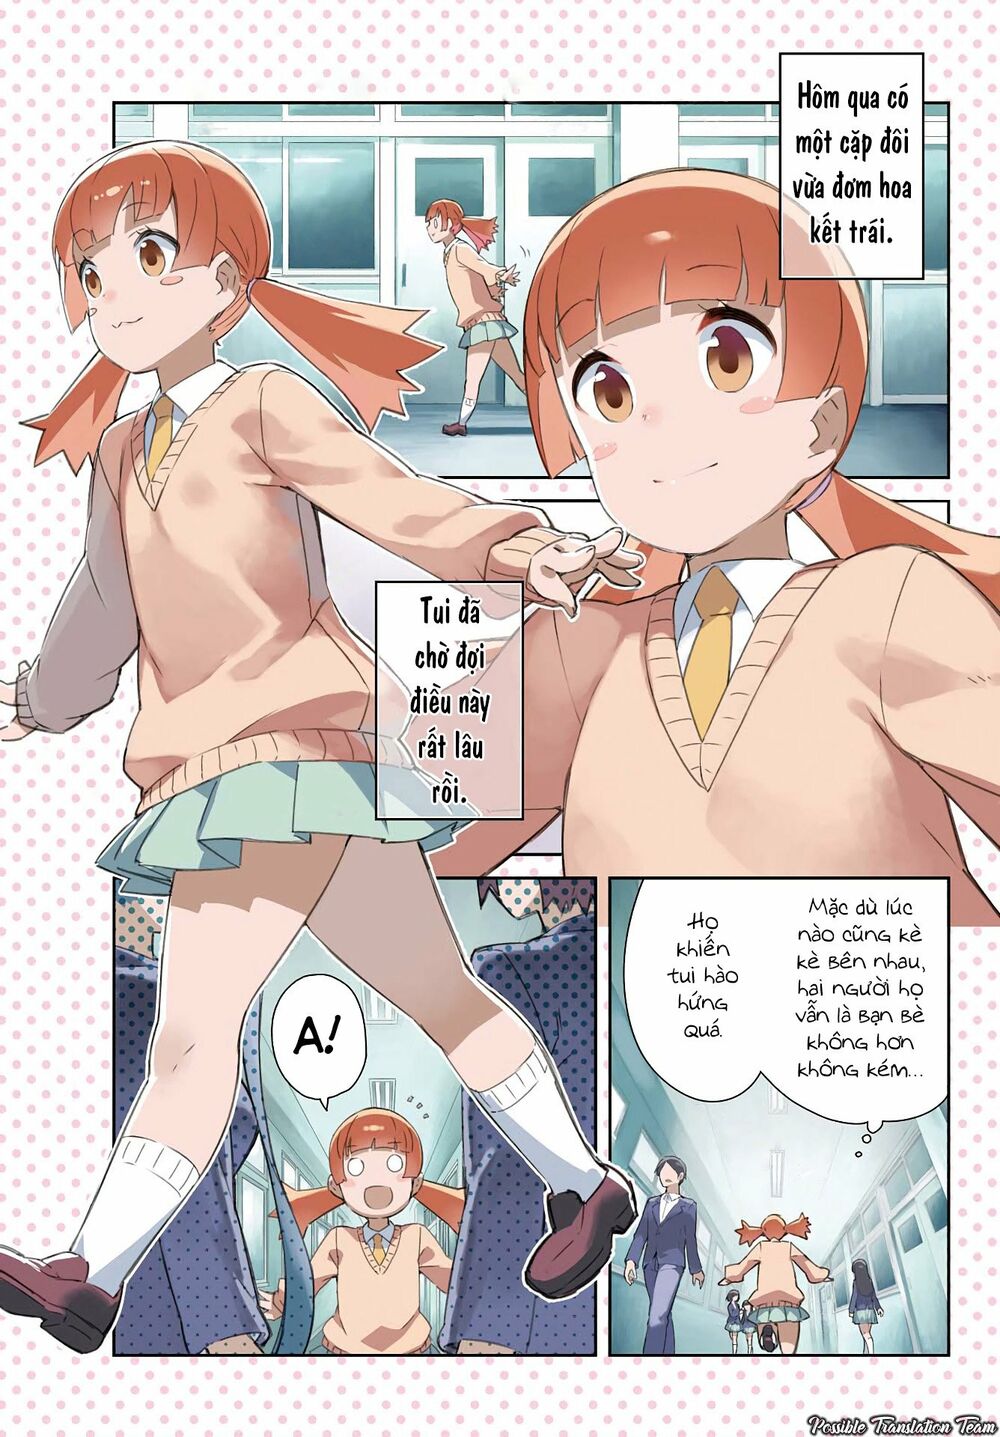 Hôm qua có
một cặp đôi
vừa đơm hoa
kết trái.
Tui đã
chờ đợi
điều này
rất lâu
rồi.
Mặc dù lúc
nào cũng kè
kè bên nhau,
hai người họ
vẫn là bạn bè
không hơn
không kém...
Họ
khiến
tui hào
hứng
quá.
A!
Possible Translation Team